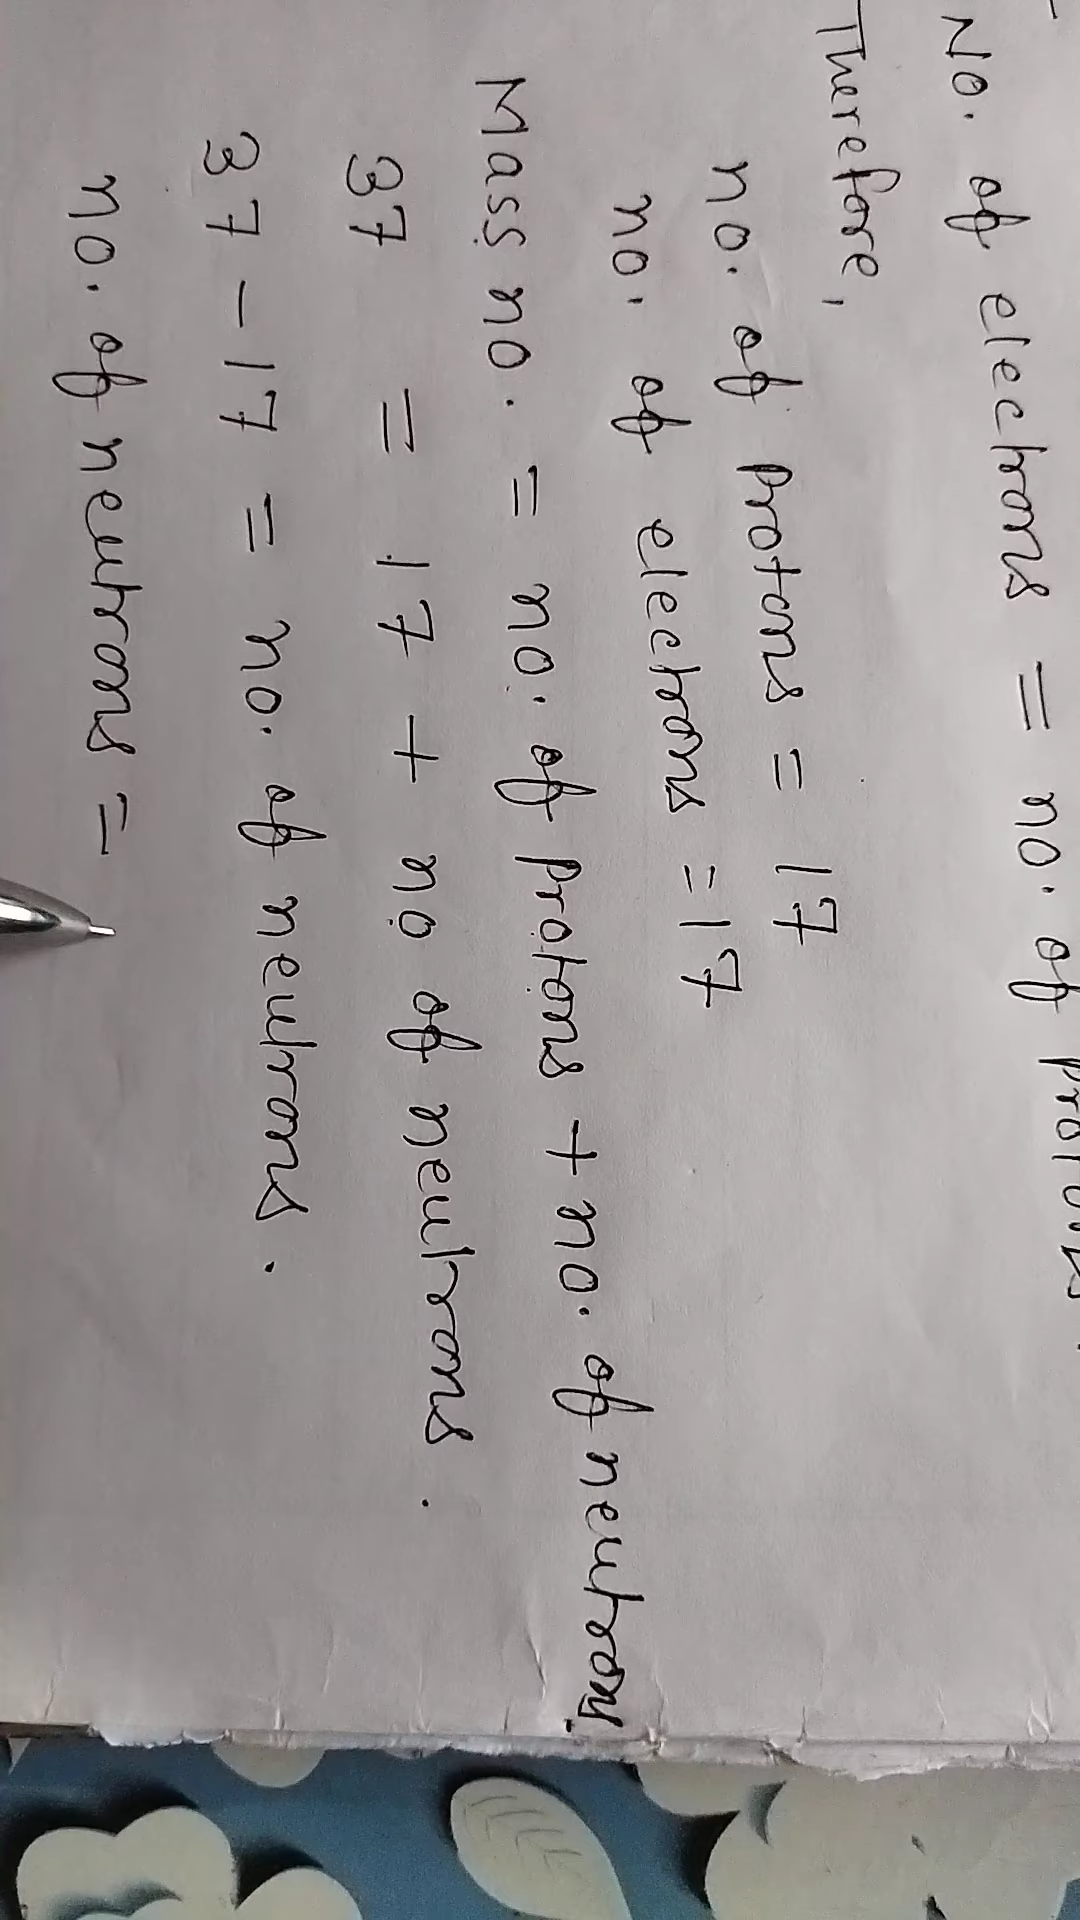 No. of electrons = no. of protons.
Therefore,
no. of protons = 17
no. of electrons = 17
Mass no. = no. of protons + no. of neutrons.
37 = 17 + no of neutrons.
37 - 17 = no. of neutrons.
no. of neutrons =